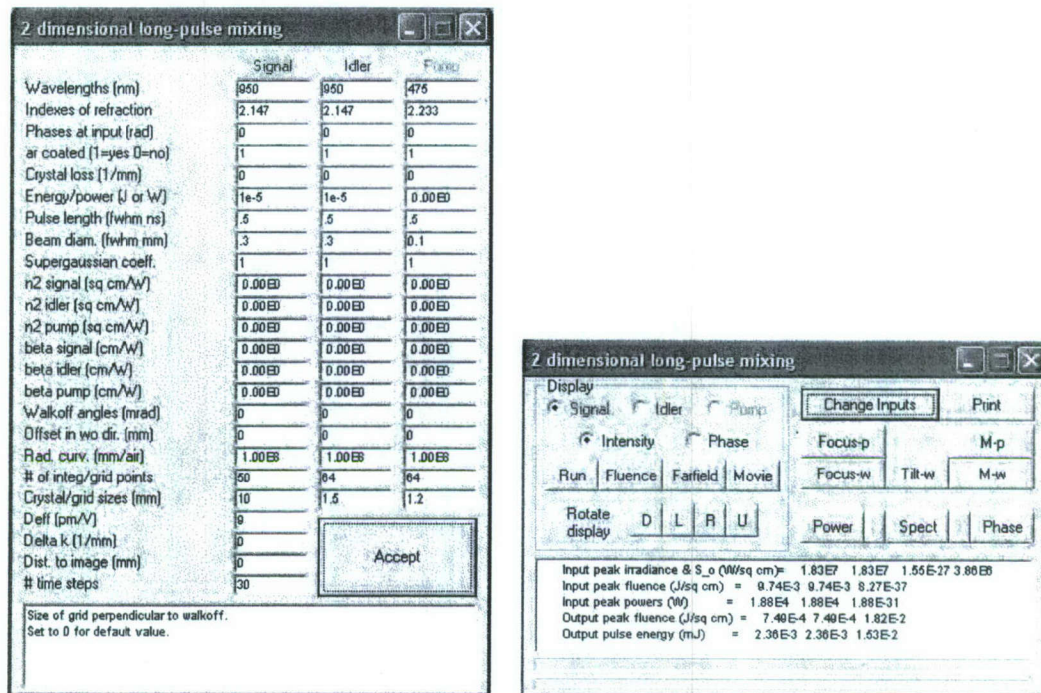 2 dimensional long-pulse mixing
Signal Idler Pump
Wavelengths (nm) 950 950 475
Indexes of refraction 2.147 2.147 2.233
Phases at input (rad) 0 0 0
ar coated (1=yes 0=no) 1 1 1
Crystal loss (1/mm) 0 0 0
Energy/power (J or W) 1e-5 1e-5 0.00E0
Pulse length (fwhm ns) .5 .5 .5
Beam diam. (fwhm mm) .3 .3 0.1
Supergaussian coeff. 1 1 1
n2 signal (sq cm/W) 0.00E0 0.00E0 0.00E0
n2 idler (sq cm/W) 0.00E0 0.00E0 0.00E0
n2 pump (sq cm/W) 0.00E0 0.00E0 0.00E0
beta signal (cm/W) 0.00E0 0.00E0 0.00E0
beta idler (cm/W) 0.00E0 0.00E0 0.00E0
beta pump (cm/W) 0.00E0 0.00E0 0.00E0
Walkoff angles (mrad) 0 0 0
Offset in wo dir. (mm) 0 0 0
Rad. curv. (mm/air) 1.00E8 1.00E8 1.00E8
# of integ/grid points 50 64 64
Crystal/grid sizes (mm) 10 1.5 1.2
Deff (pm/V) 9
Delta k (1/mm) 0
Dist. to image (mm) 0
# time steps 30
Accept
Size of grid perpendicular to walkoff.
Set to 0 for default value.
2 dimensional long-pulse mixing
Display
Signal Idler Pump
Intensity Phase
Run Fluence Farfield Movie
Rotate display D L R U
Change Inputs Print
Focus-p M-p
Focus-w Tilt-w M-w
Power Spect Phase
Input peak irradiance & S_o (W/sq cm)= 1.83E7 1.83E7 1.55E-27 3.86E6
Input peak fluence (J/sq cm) = 9.74E-3 9.74E-3 8.27E-37
Input peak powers (W) = 1.88E4 1.88E4 1.88E-31
Output peak fluence (J/sq cm) = 7.49E-4 7.49E-4 1.82E-2
Output pulse energy (mJ) = 2.36E-3 2.36E-3 1.53E-2